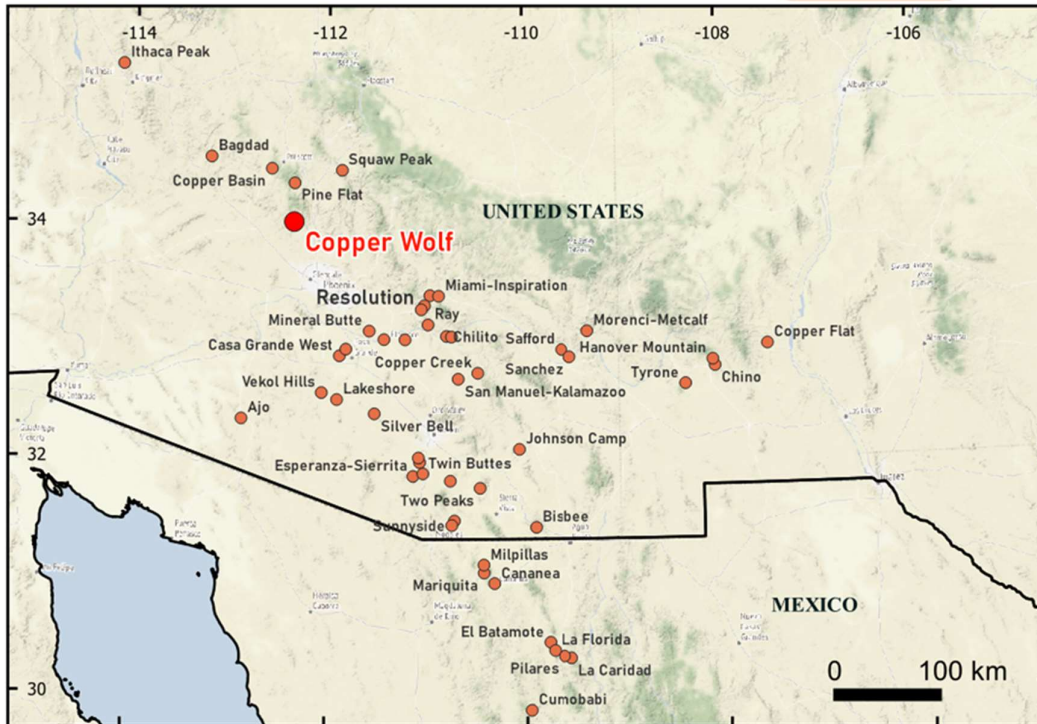 -114 -112 -110 -108 -106
Ithaca Peak
Bagdad
Prescott
Squaw Peak
Copper Basin
Pine Flat
34
UNITED STATES
Copper Wolf
Phoenix
Miami-Inspiration
Resolution
Ray
Mineral Butte
Chilito
Safford
Morenci-Metcalf
Copper Flat
Casa Grande West
Hanover Mountain
Copper Creek
Sanchez
Tyrone
Chino
Vekol Hills
Lakeshore
San Manuel-Kalamazoo
Ajo
Silver Bell
Johnson Camp
32
Esperanza-Sierrita
Twin Buttes
Two Peaks
Sunnyside
Bisbee
Milpillas
Cananea
Mariquita
MEXICO
El Batamote
La Florida
Pilares
La Caridad
0 100 km
30
Cumobabi